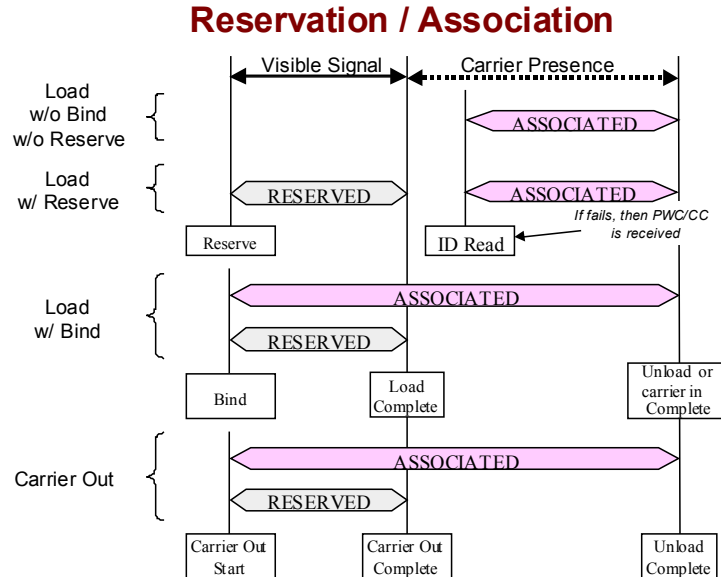 Reservation / Association
Visible Signal
Carrier Presence
Load
w/o Bind
w/o Reserve
ASSOCIATED
Load
w/ Reserve
RESERVED
ASSOCIATED
If fails, then PWC/CC
is received
Reserve
ID Read
Load
w/ Bind
ASSOCIATED
RESERVED
Bind
Load
Complete
Unload or
carrier in
Complete
Carrier Out
ASSOCIATED
RESERVED
Carrier Out
Start
Carrier Out
Complete
Unload
Complete